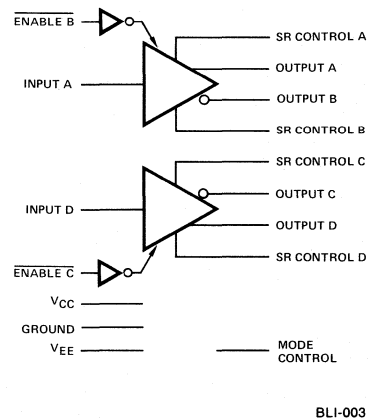 ENABLE B
SR CONTROL A
OUTPUT A
INPUT A
OUTPUT B
SR CONTROL B
SR CONTROL C
OUTPUT C
INPUT D
OUTPUT D
SR CONTROL D
ENABLE C
VCC
GROUND
VEE
MODE
CONTROL
BLI-003